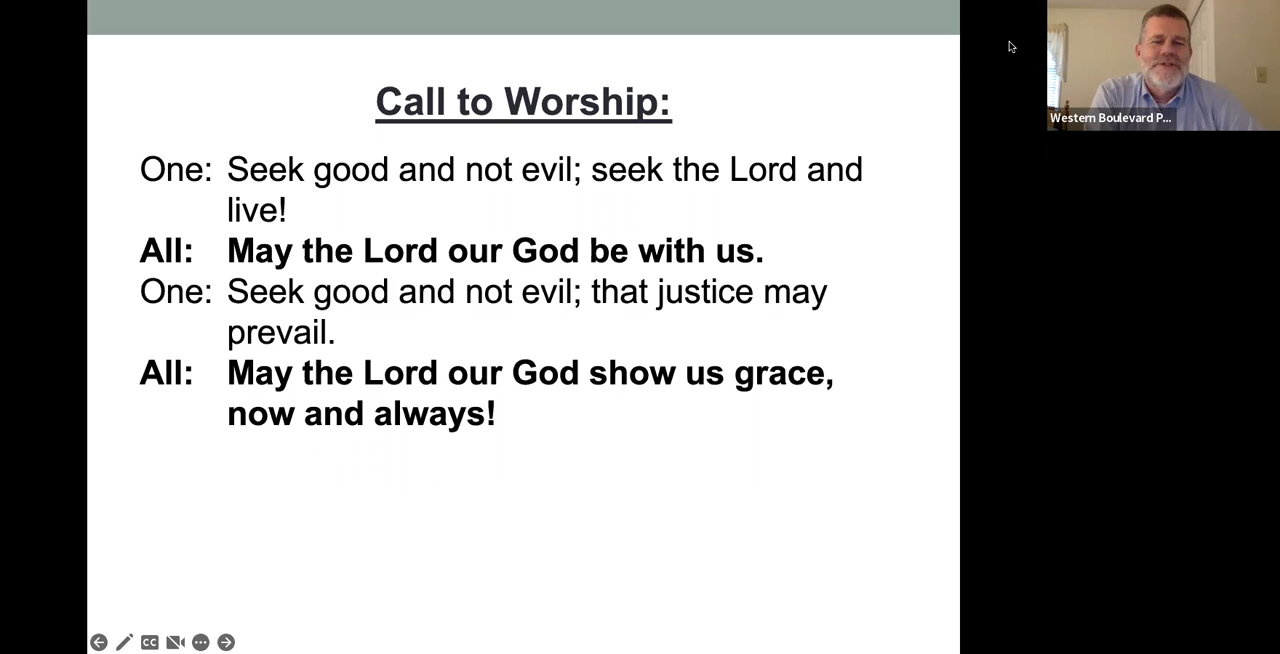 Call to Worship:
One: Seek good and not evil; seek the Lord and
live!
All: May the Lord our God be with us.
One: Seek good and not evil; that justice may
prevail.
All: May the Lord our God show us grace,
now and always!
Western Boulevard P...
CC